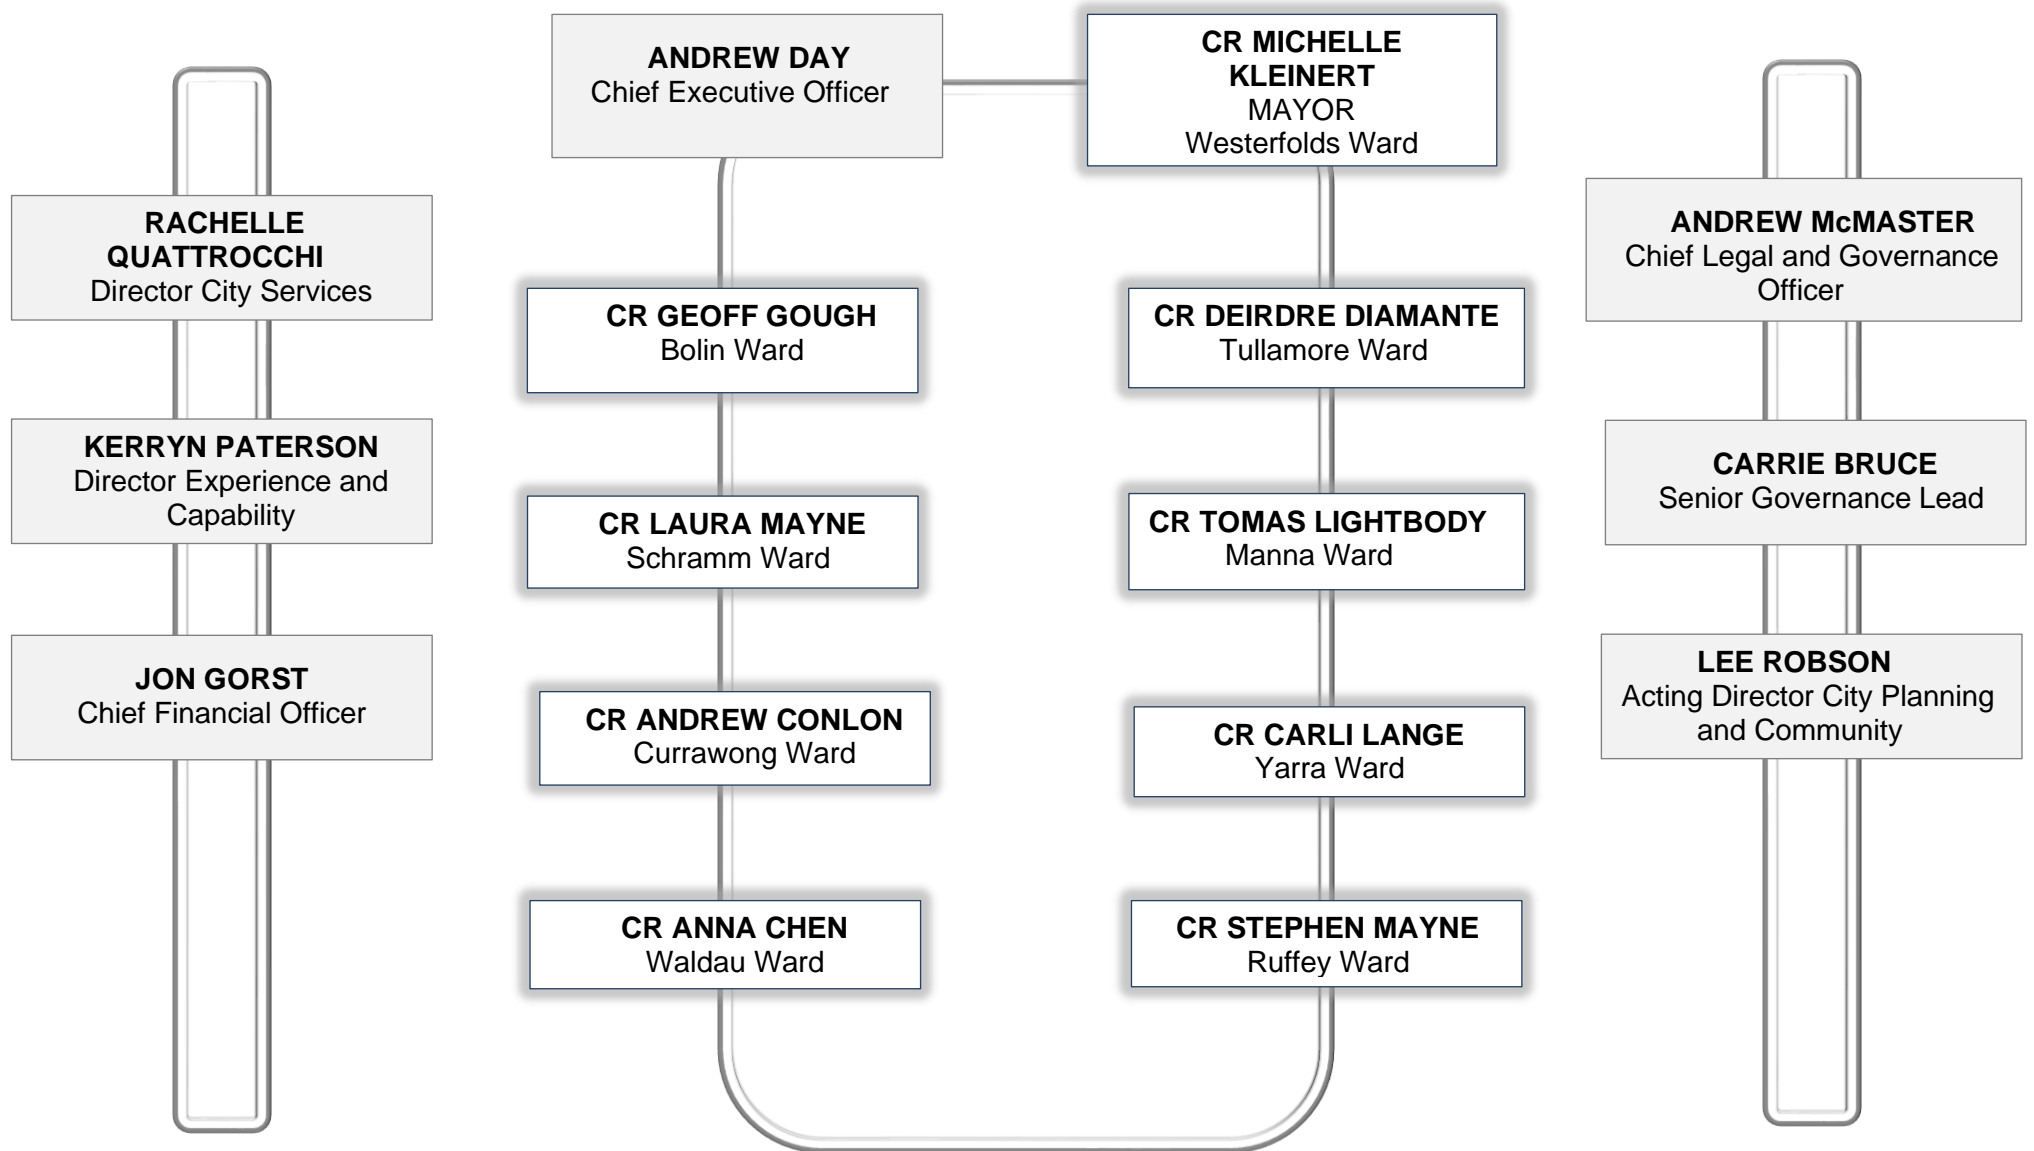 ANDREW DAY
Chief Executive Officer
CR MICHELLE
KLEINERT
MAYOR
Westerfolds Ward
RACHELLE
QUATTROCCHI
Director City Services
KERRYN PATERSON
Director Experience and
Capability
JON GORST
Chief Financial Officer
CR GEOFF GOUGH
Bolin Ward
CR LAURA MAYNE
Schramm Ward
CR ANDREW CONLON
Currawong Ward
CR ANNA CHEN
Waldau Ward
CR DEIRDRE DIAMANTE
Tullamore Ward
CR TOMAS LIGHTBODY
Manna Ward
CR CARLI LANGE
Yarra Ward
CR STEPHEN MAYNE
Ruffey Ward
ANDREW McMASTER
Chief Legal and Governance
Officer
CARRIE BRUCE
Senior Governance Lead
LEE ROBSON
Acting Director City Planning
and Community